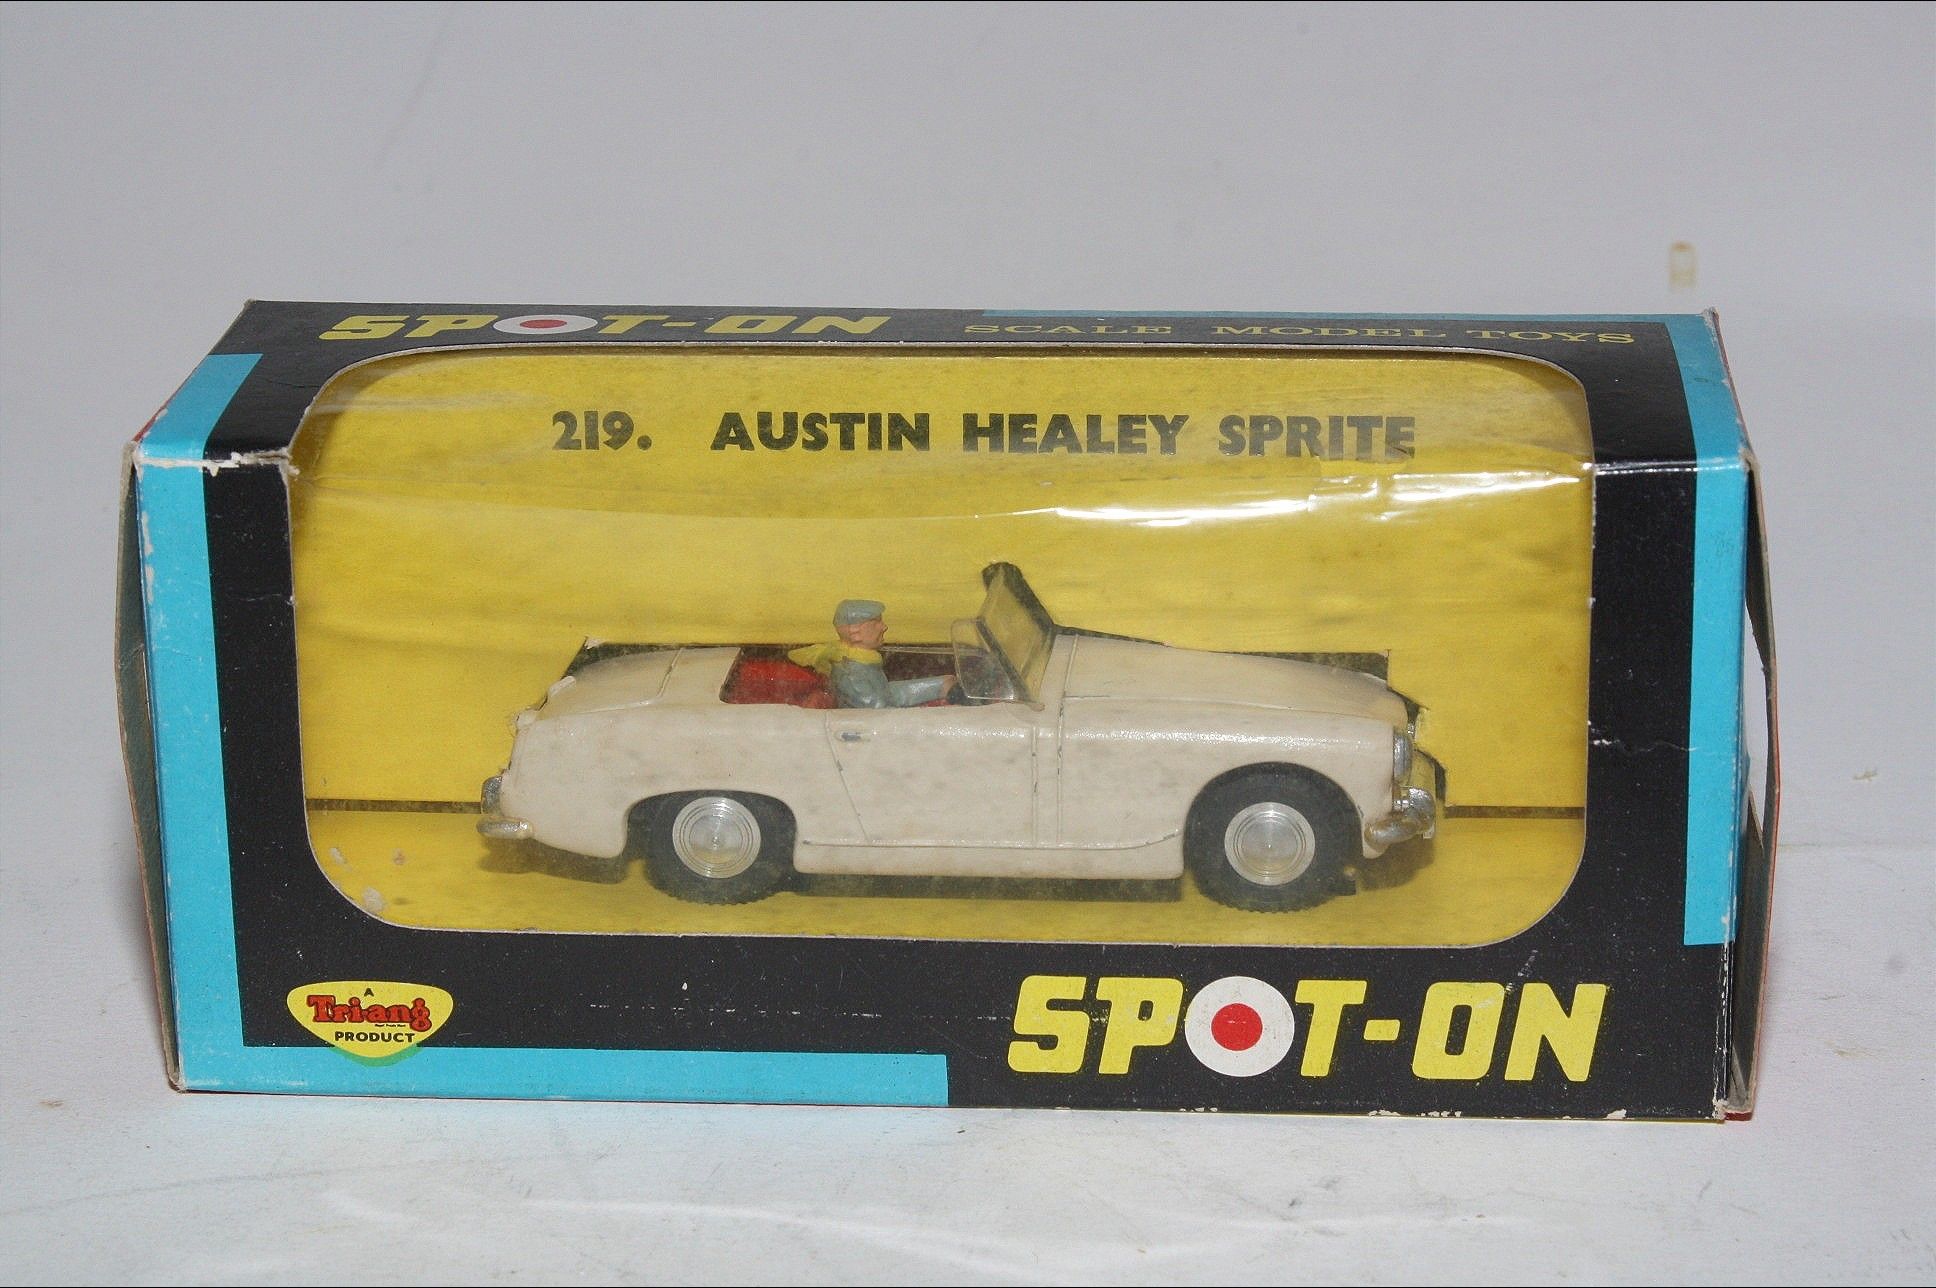 SPOT-ON SCALE MODEL TOYS
219. AUSTIN HEALEY SPRITE
A
Tri-ang
PRODUCT
SPOT-ON